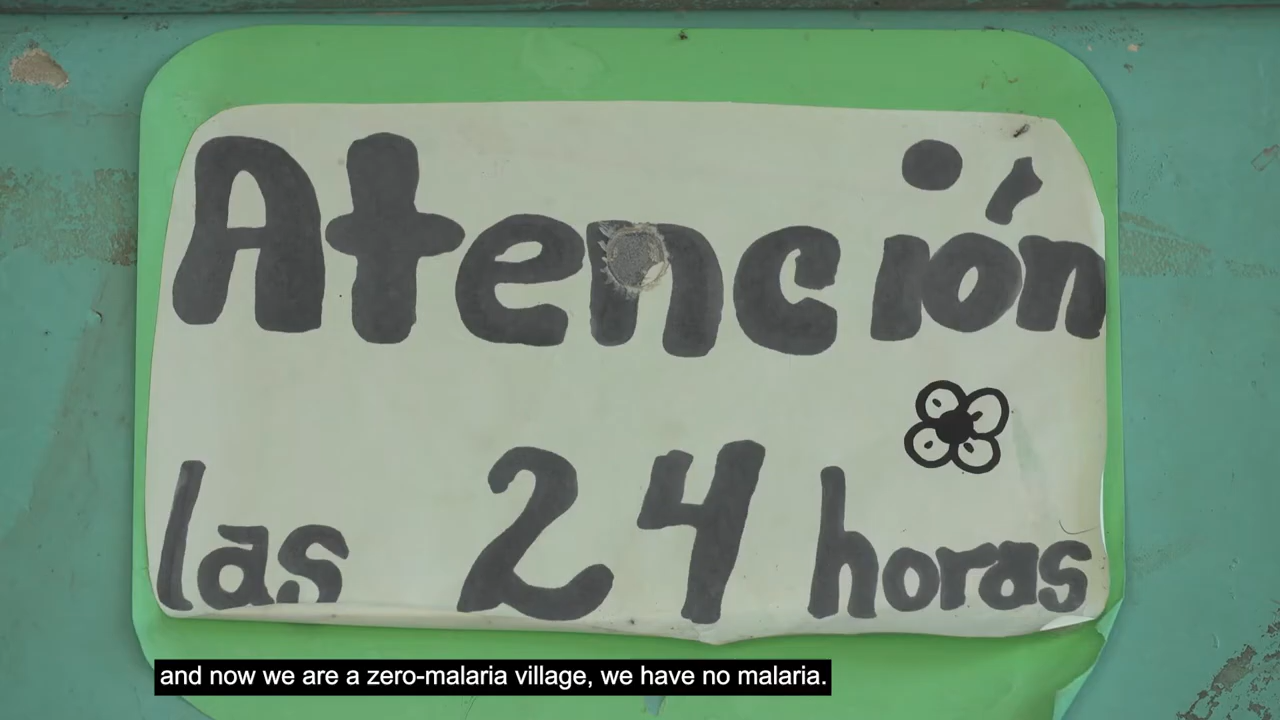 Atención
las 24 horas
and now we are a zero-malaria village, we have no malaria.